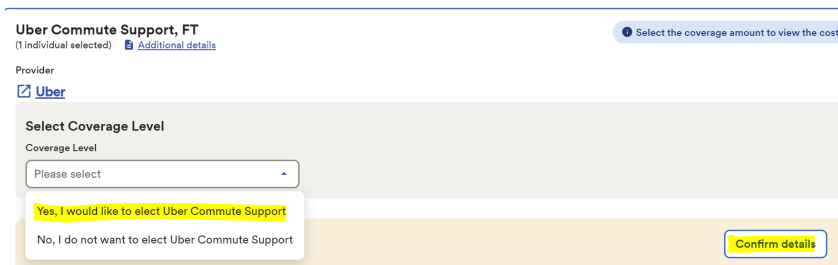 Uber Commute Support, FT
(1 individual selected) Additional details
Select the coverage amount to view the cost
Provider
Uber
Select Coverage Level
Coverage Level
Please select
Yes, I would like to elect Uber Commute Support
No, I do not want to elect Uber Commute Support
Confirm details